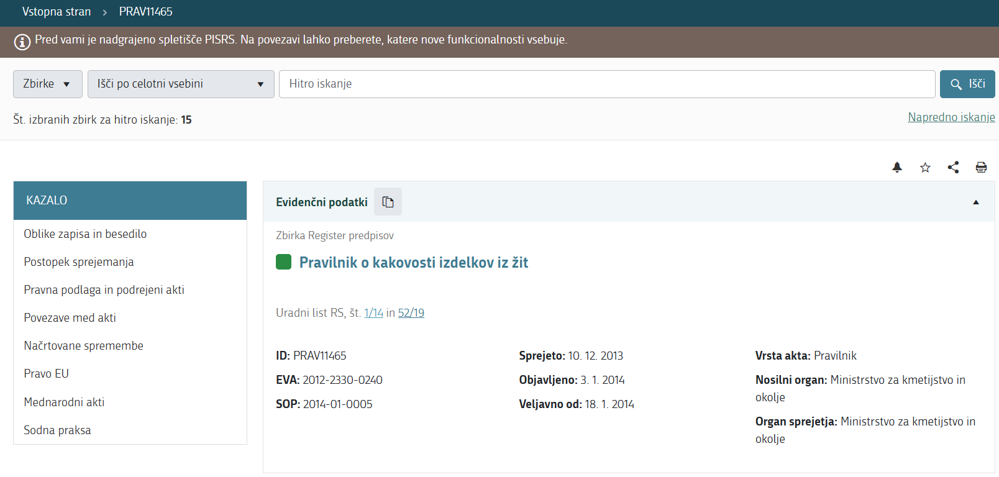 Vstopna stran > PRAV11465
Pred vami je nadgrajeno spletišče PISRS. Na povezavi lahko preberete, katere nove funkcionalnosti vsebuje.
Zbirke Išči po celotni vsebini Hitro iskanje Išči
Št. izbranih zbirk za hitro iskanje: 15
Napredno iskanje
KAZALO
Oblike zapisa in besedilo
Postopek sprejemanja
Pravna podlaga in podrejeni akti
Povezave med akti
Načrtovane spremembe
Pravo EU
Mednarodni akti
Sodna praksa
Evidenčni podatki
Zbirka Register predpisov
Pravilnik o kakovosti izdelkov iz žit
Uradni list RS, št. 1/14 in 52/19
ID: PRAV11465
EVA: 2012-2330-0240
SOP: 2014-01-0005
Sprejeto: 10. 12. 2013
Objavljeno: 3. 1. 2014
Veljavno od: 18. 1. 2014
Vrsta akta: Pravilnik
Nosilni organ: Ministrstvo za kmetijstvo in
okolje
Organ sprejetja: Ministrstvo za kmetijstvo in
okolje